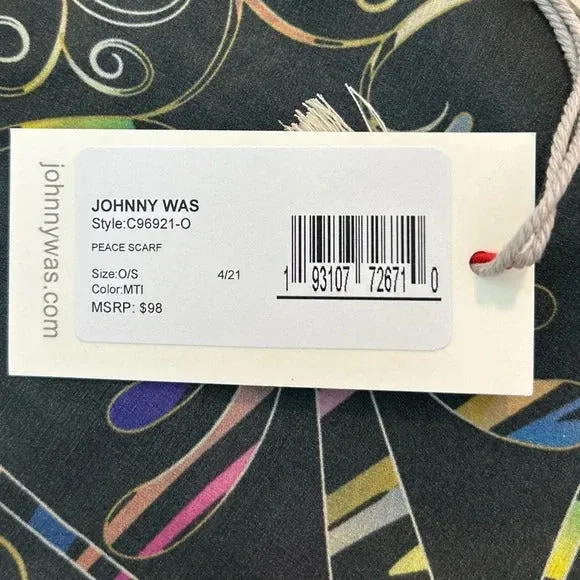 johnnywas.com
JOHNNY WAS
Style:C96921-O
PEACE SCARF
Size:O/S 4/21
Color:MTI
MSRP: $98
1 93107 72671 0